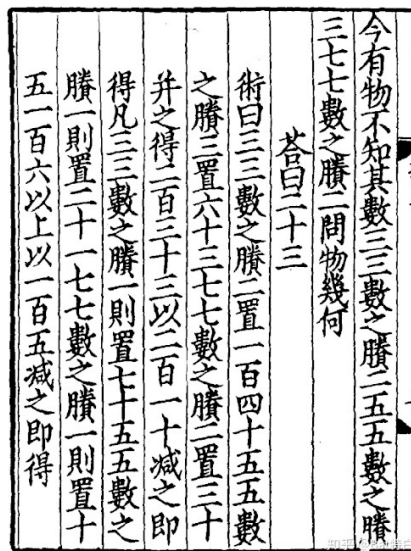 今有物不知其數三三數之賸二五五數之賸
三七七數之賸二問物幾何
荅曰二十三
術曰三三數之賸二置一百四十五五數
之賸三置六十三七七數之賸二置三十
并之得二百三十三以二百一十減之即
得凡三三數之賸一則置七十五五數之
賸一則置二十一七七數之賸一則置十
五一百六以上以一百五減之即得